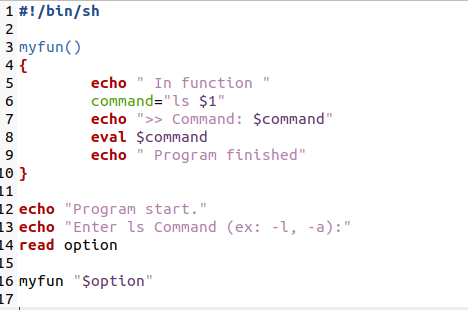 1 #!/bin/sh
2
3 myfun()
4 {
5         echo " In function "
6         command="ls $1"
7         echo ">> Command: $command"
8         eval $command
9         echo " Program finished"
10 }
11
12 echo "Program start."
13 echo "Enter ls Command (ex: -l, -a):"
14 read option
15
16 myfun "$option"
17